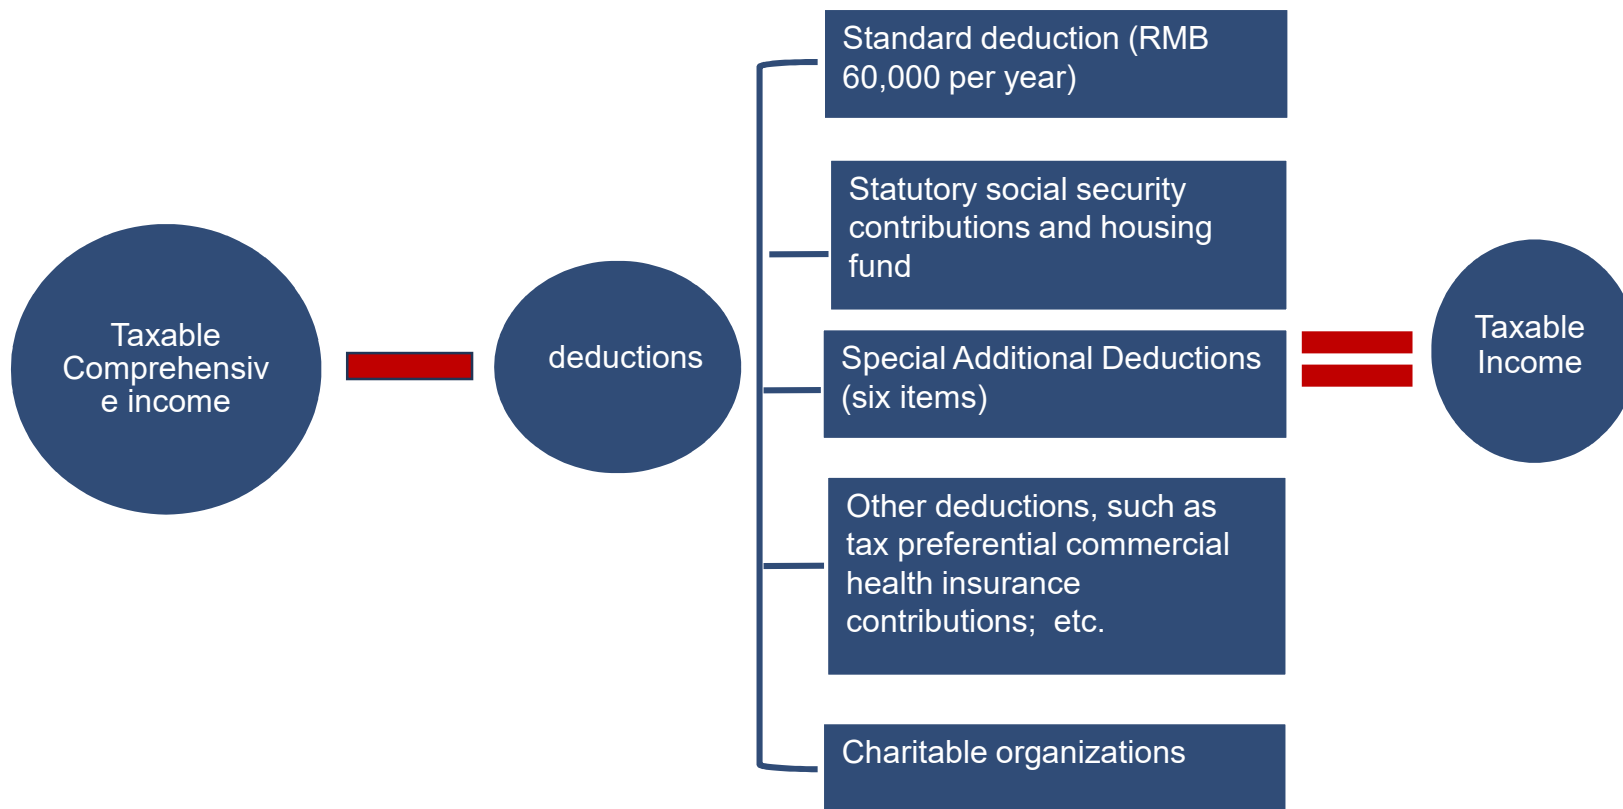 Taxable
Comprehensiv
e income
deductions
Standard deduction (RMB
60,000 per year)
Statutory social security
contributions and housing
fund
Special Additional Deductions
(six items)
Other deductions, such as
tax preferential commercial
health insurance
contributions;  etc.
Charitable organizations
Taxable
Income